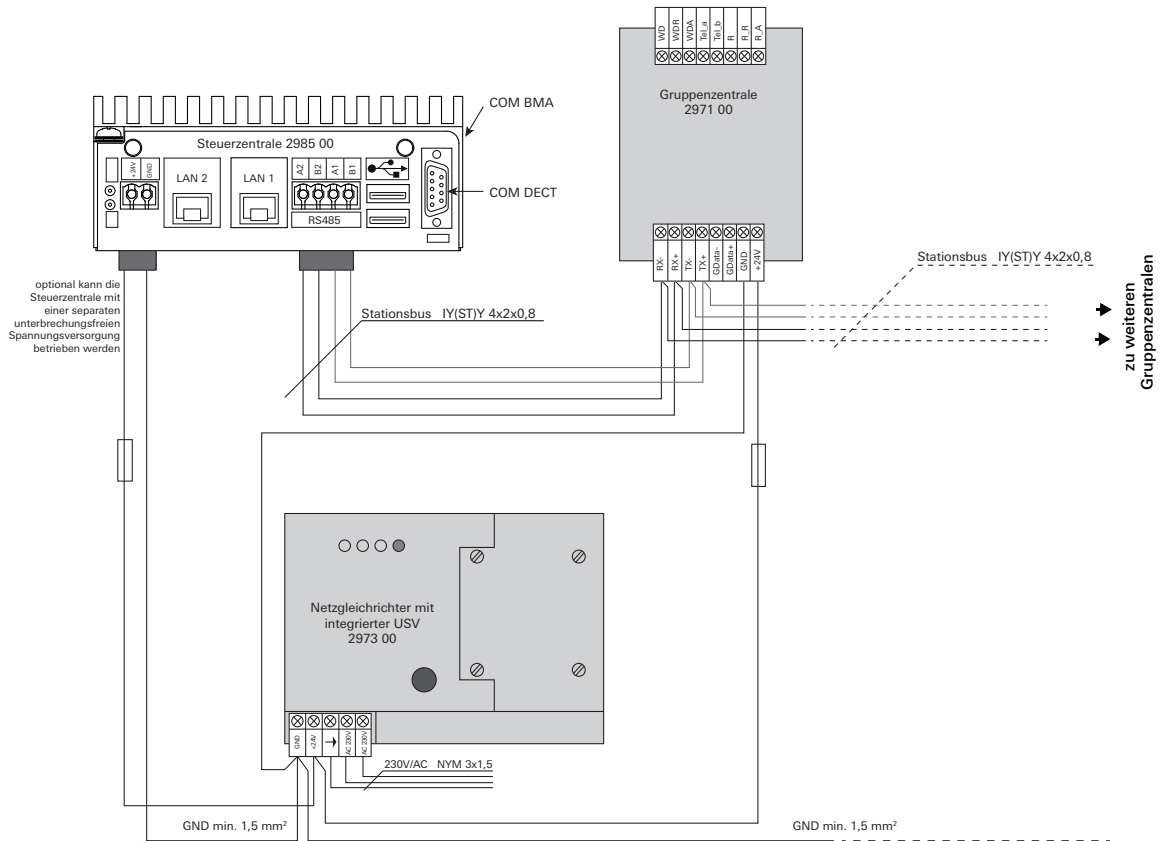 WD
WDR
WDA
Tel_a
Tel_b
R
R_R
R_A
Gruppenzentrale
2971 00
RX-
RX+
TX-
TX+
GData-
GData+
GND
+24V
COM BMA
Steuerzentrale 2985 00
+24V
GND
LAN 2
LAN 1
A2
B2
A1
B1
RS485
COM DECT
optional kann die
Steuerzentrale mit
einer separaten
unterbrechungsfreien
Spannungsversorgung
betrieben werden
Stationsbus IY(ST)Y 4x2x0,8
Stationsbus IY(ST)Y 4x2x0,8
zu weiteren
Gruppenzentralen
Netzgleichrichter mit
integrierter USV
2973 00
GND
+24V
AC 230V
AC 230V
230V/AC NYM 3x1,5
GND min. 1,5 mm²
GND min. 1,5 mm²